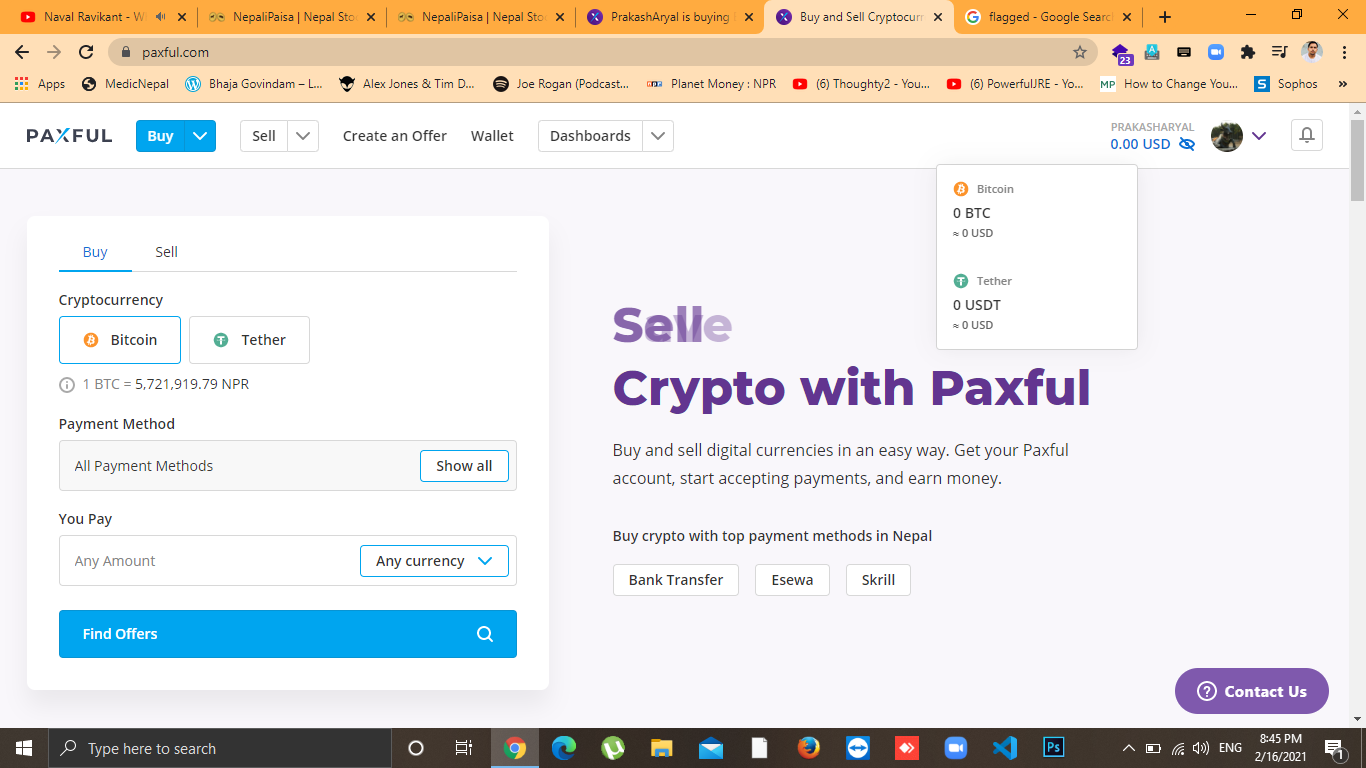 Naval Ravikant - W
NepaliPaisa | Nepal Sto
NepaliPaisa | Nepal Sto
PrakashAryal is buying
Buy and Sell Cryptocurr
flagged - Google Searc
paxful.com
23
Apps
MedicNepal
Bhaja Govindam – L...
Alex Jones & Tim D...
Joe Rogan (Podcast...
Planet Money : NPR
(6) Thoughty2 - You...
(6) PowerfulJRE - Yo...
MP How to Change You...
S Sophos
»
PAXFUL
Buy
Sell
Create an Offer
Wallet
Dashboards
PRAKASHARYAL
0.00 USD
Bitcoin
0 BTC
≈ 0 USD
Tether
0 USDT
≈ 0 USD
Buy
Sell
Cryptocurrency
Bitcoin
Tether
1 BTC = 5,721,919.79 NPR
Payment Method
All Payment Methods
Show all
You Pay
Any Amount
Any currency
Find Offers
Sell
Crypto with Paxful
Buy and sell digital currencies in an easy way. Get your Paxful
account, start accepting payments, and earn money.
Buy crypto with top payment methods in Nepal
Bank Transfer
Esewa
Skrill
Contact Us
Type here to search
Ps
ENG
8:45 PM
2/16/2021
1